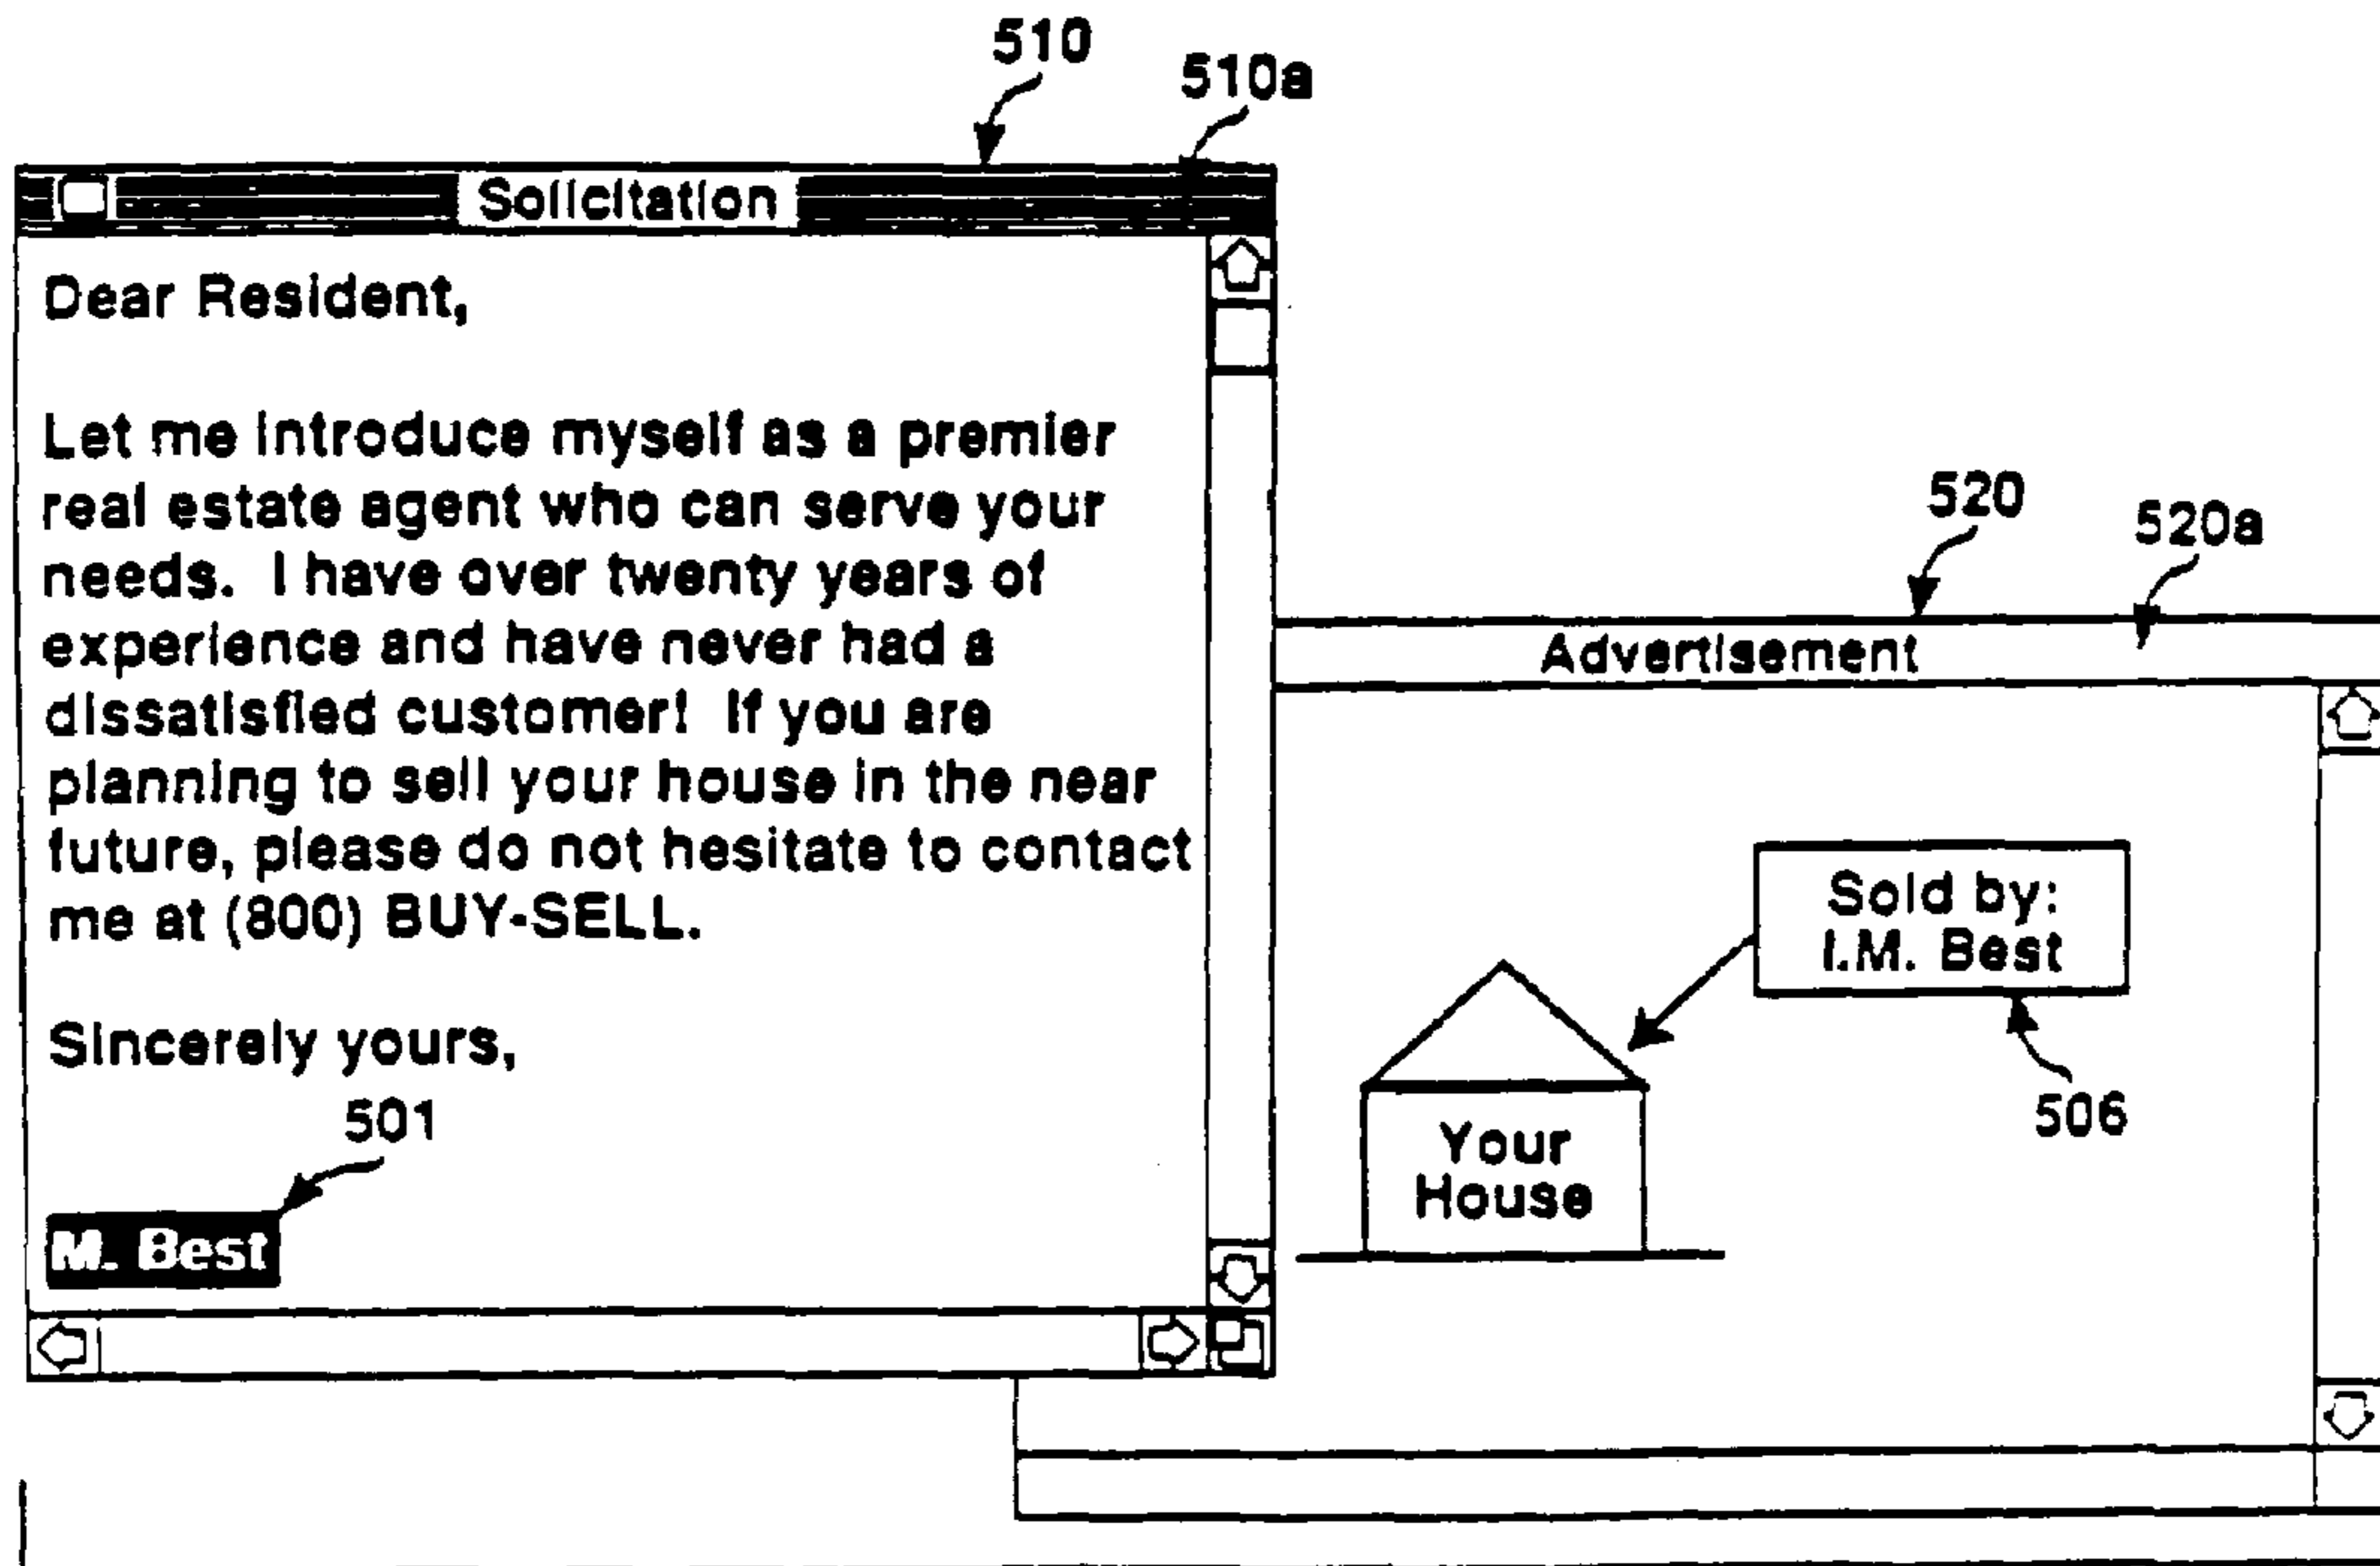 510
510a
Solicitation
Dear Resident,
Let me introduce myself as a premier
real estate agent who can serve your
needs. I have over twenty years of
experience and have never had a
dissatisfied customer! If you are
planning to sell your house in the near
future, please do not hesitate to contact
me at (800) BUY-SELL.
Sincerely yours,
501
M. Best
520
520a
Advertisement
Sold by:
I.M. Best
506
Your
House